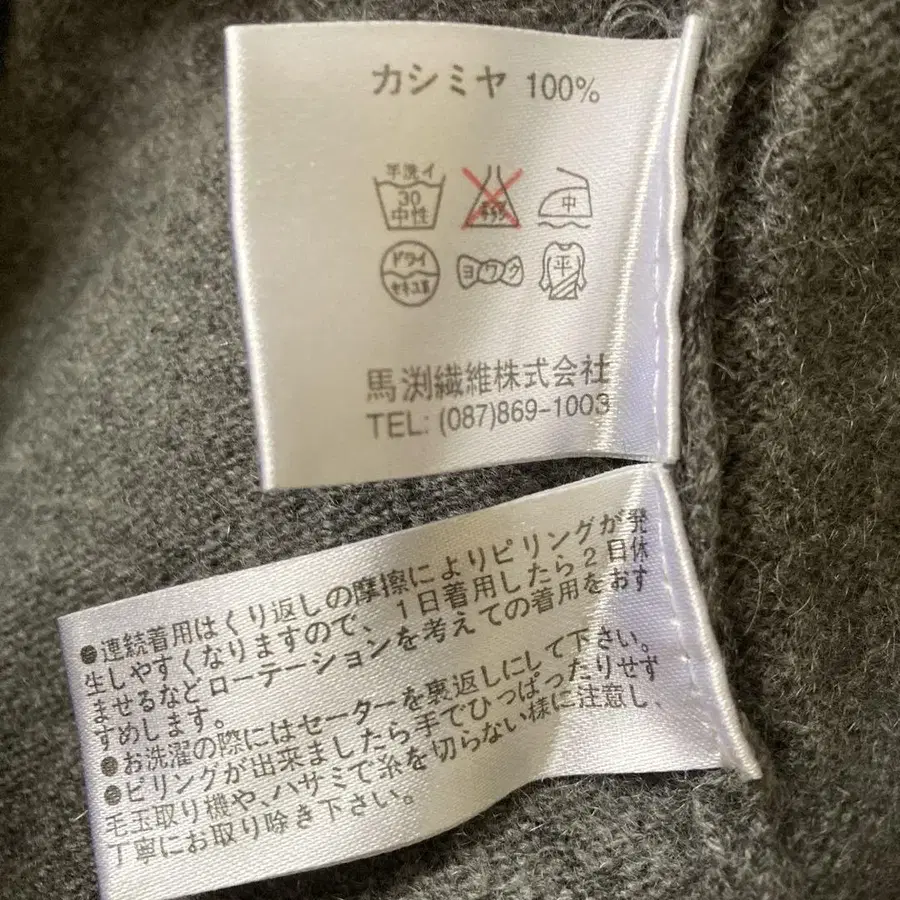 カシミヤ 100%
手洗イ
30
中性
エンソ
サラシ
中
ドライ
セキユ系
ヨワク
平
馬渕繊維株式会社
TEL: (087)869-1003
●連続着用はくり返しの摩擦によりピリングが発
生しやすくなりますので、1日着用したら2日休
ませるなどローテーションを考えての着用をおす
すめします。
●お洗濯の際にはセーターを裏返しにして下さい。
●ピリングが出来ましたら手でひっぱったりせず
毛玉取り機や、ハサミで糸を切らない様に注意し、
丁寧にお取り除き下さい。